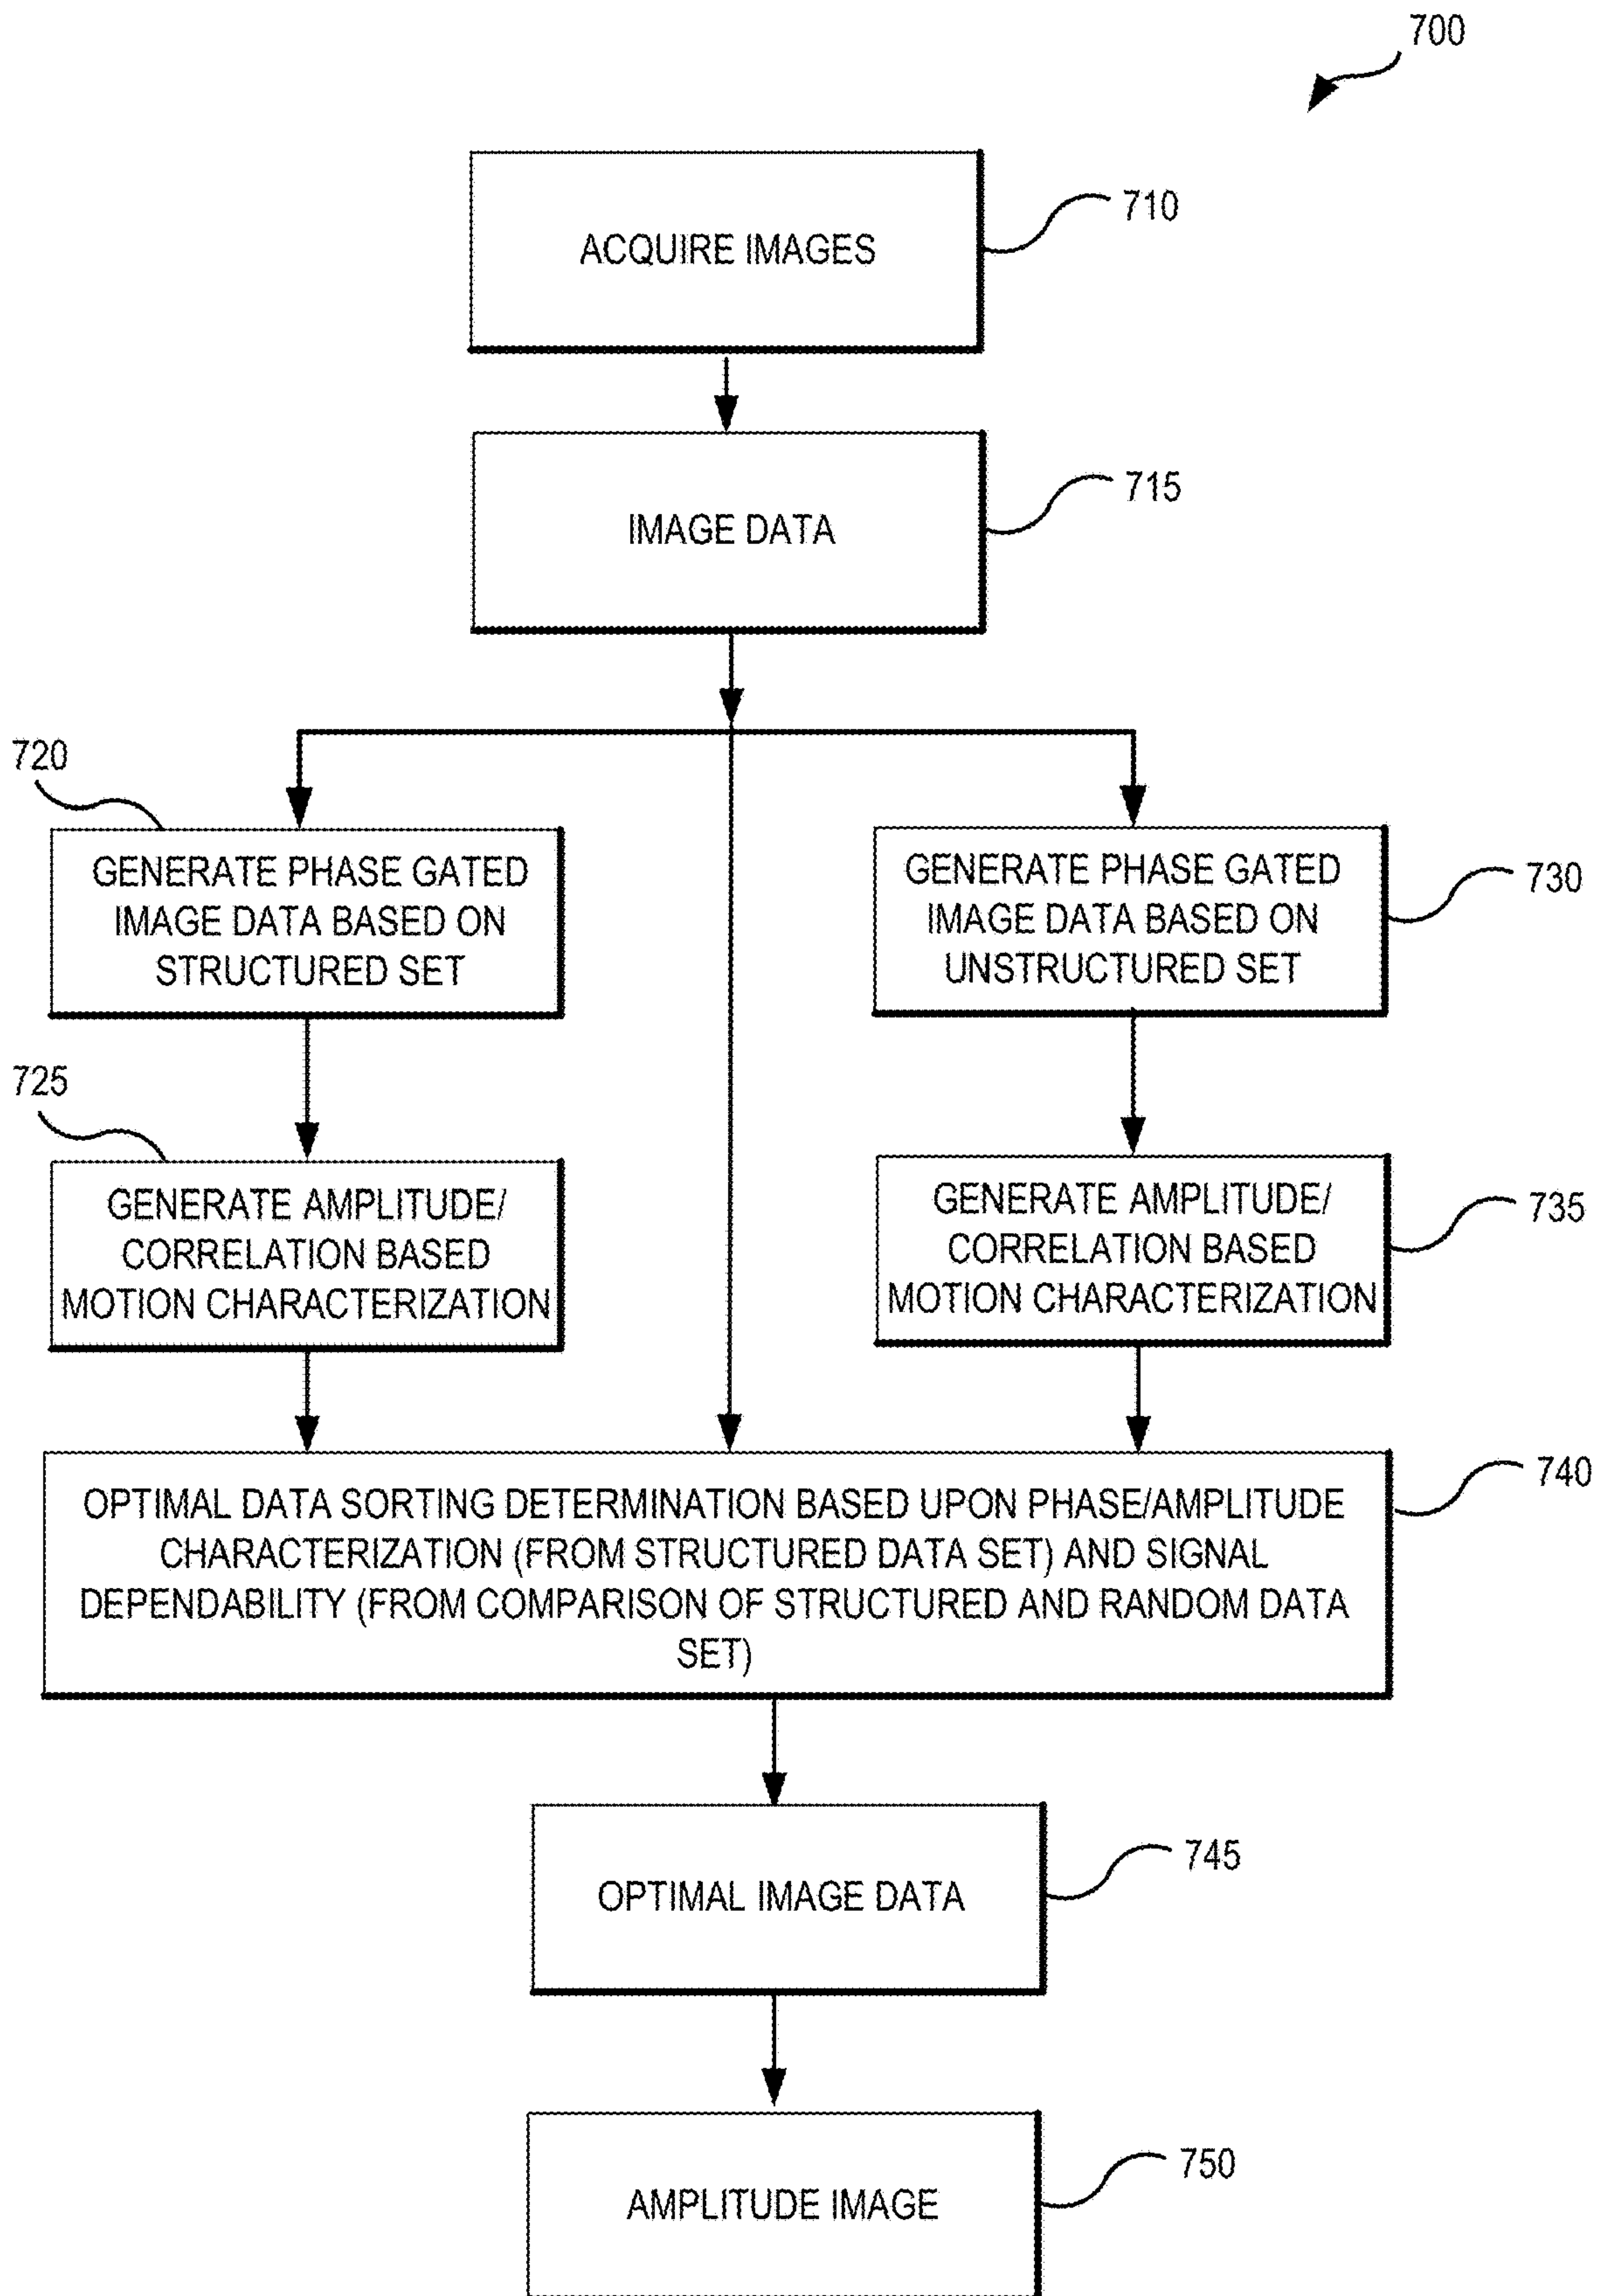 700
ACQUIRE IMAGES
710
IMAGE DATA
715
720
GENERATE PHASE GATED
IMAGE DATA BASED ON
STRUCTURED SET
GENERATE PHASE GATED
IMAGE DATA BASED ON
UNSTRUCTURED SET
730
725
GENERATE AMPLITUDE/
CORRELATION BASED
MOTION CHARACTERIZATION
GENERATE AMPLITUDE/
CORRELATION BASED
MOTION CHARACTERIZATION
735
OPTIMAL DATA SORTING DETERMINATION BASED UPON PHASE/AMPLITUDE
CHARACTERIZATION (FROM STRUCTURED DATA SET) AND SIGNAL
DEPENDABILITY (FROM COMPARISON OF STRUCTURED AND RANDOM DATA
SET)
740
OPTIMAL IMAGE DATA
745
AMPLITUDE IMAGE
750